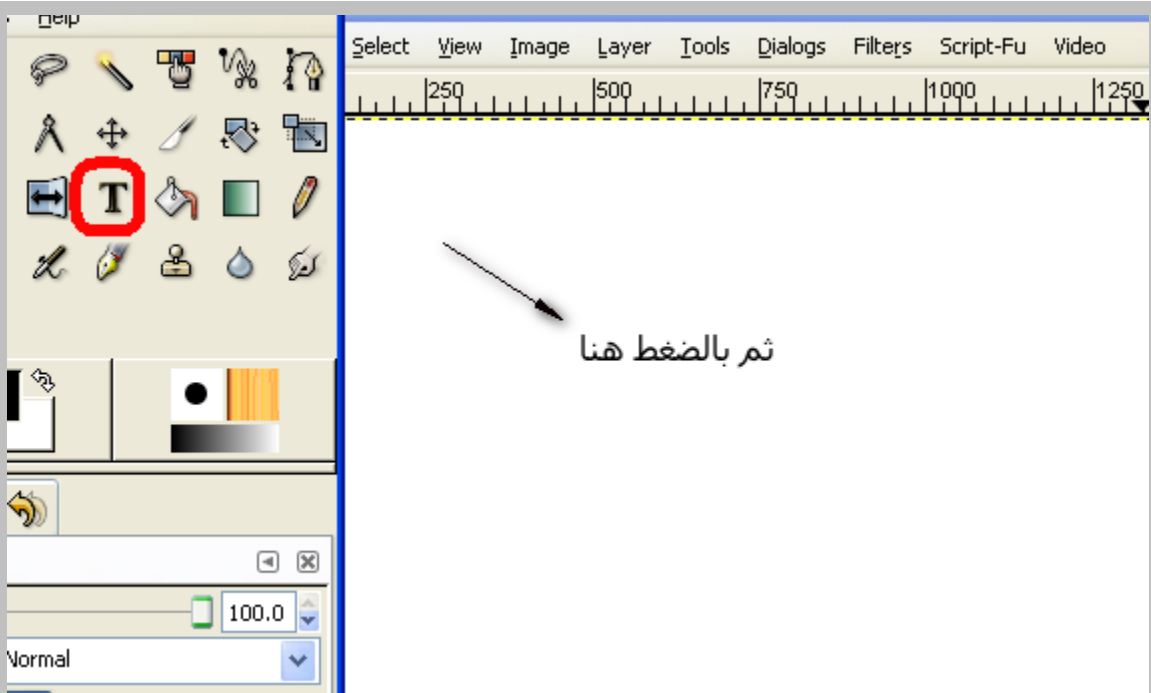 Help
Select View Image Layer Tools Dialogs Filters Script-Fu Video
250 500 750 1000 1250
T
ثم بالضغط هنا
100.0
Normal